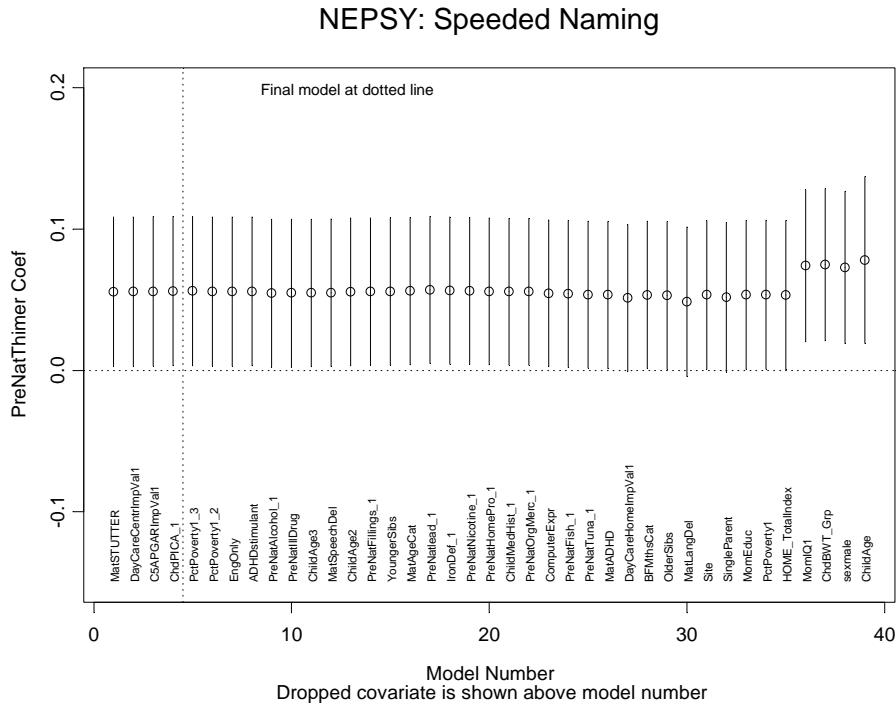 NEPSY: Speeded Naming
Final model at dotted line
PreNatThimer Coef
0.2
0.1
0.0
-0.1
MatSTUTTER
DayCareCentrImpVal1
C5APGARImpVal1
ChdPICA_1
PctPoverty1_3
PctPoverty1_2
EngOnly
ADHDstimulant
PreNatAlcohol_1
PreNatIllDrug
ChildAge3
MatSpeechDel
ChildAge2
PreNatFillings_1
YoungerSibs
MatAgeCat
PreNatlead_1
IronDef_1
PreNatNicotine_1
PreNatHomePro_1
ChildMedHist_1
PreNatOrgMerc_1
ComputerExpr
PreNatFish_1
PreNatTuna_1
MatADHD
DayCareHomeImpVal1
BFMthsCat
OlderSibs
MatLangDel
Site
SingleParent
MomEduc
PctPoverty1
HOME_TotalIndex
MomIQ1
ChdBWT_Grp
sexmale
ChildAge
0 10 20 30 40
Model Number
Dropped covariate is shown above model number